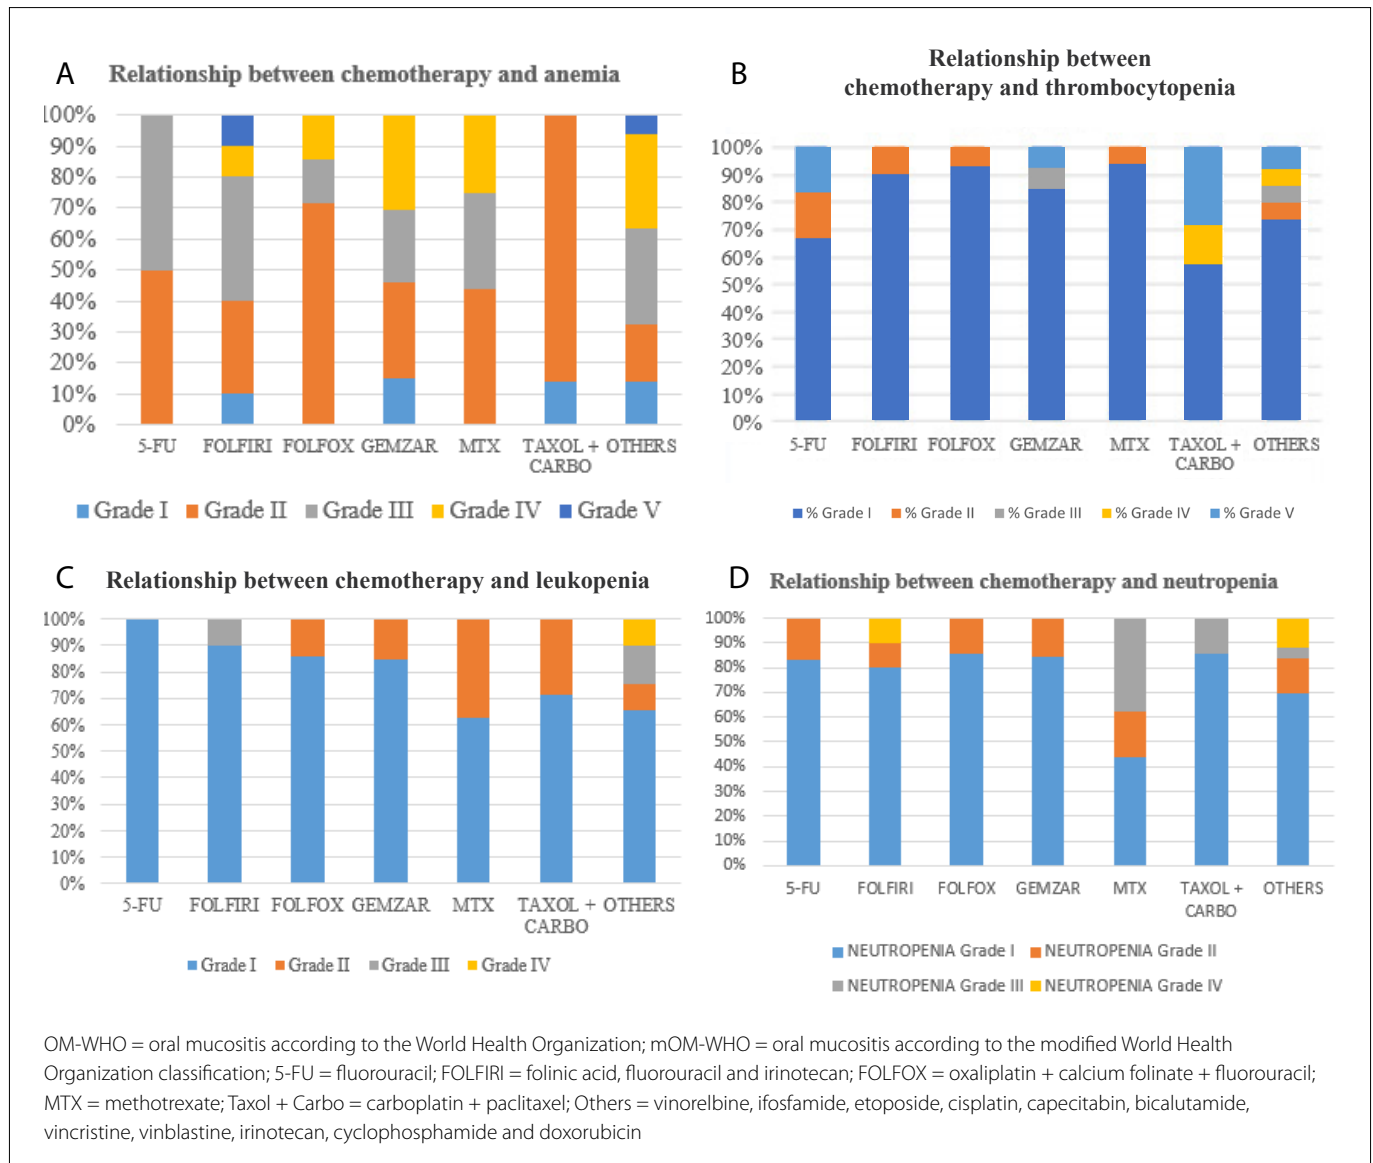 A Relationship between chemotherapy and anemia
100%
90%
80%
70%
60%
50%
40%
30%
20%
10%
0%
5-FU FOLFIRI FOLFOX GEMZAR MTX TAXOL + OTHERS
CARBO
Grade I Grade II Grade III Grade IV Grade V
B Relationship between
chemotherapy and thrombocytopenia
100%
90%
80%
70%
60%
50%
40%
30%
20%
10%
0%
5-FU FOLFIRI FOLFOX GEMZAR MTX TAXOL + OTHERS
CARBO
% Grade I % Grade II % Grade III % Grade IV % Grade V
C Relationship between chemotherapy and leukopenia
100%
90%
80%
70%
60%
50%
40%
30%
20%
10%
0%
5-FU FOLFIRI FOLFOX GEMZAR MTX TAXOL + OTHERS
CARBO
Grade I Grade II Grade III Grade IV
D Relationship between chemotherapy and neutropenia
100%
90%
80%
70%
60%
50%
40%
30%
20%
10%
0%
5-FU FOLFIRI FOLFOX GEMZAR MTX TAXOL + OTHERS
CARBO
NEUTROPENIA Grade I NEUTROPENIA Grade II
NEUTROPENIA Grade III NEUTROPENIA Grade IV
OM-WHO = oral mucositis according to the World Health Organization; mOM-WHO = oral mucositis according to the modified World Health
Organization classification; 5-FU = fluorouracil; FOLFIRI = folinic acid, fluorouracil and irinotecan; FOLFOX = oxaliplatin + calcium folinate + fluorouracil;
MTX = methotrexate; Taxol + Carbo = carboplatin + paclitaxel; Others = vinorelbine, ifosfamide, etoposide, cisplatin, capecitabin, bicalutamide,
vincristine, vinblastine, irinotecan, cyclophosphamide and doxorubicin